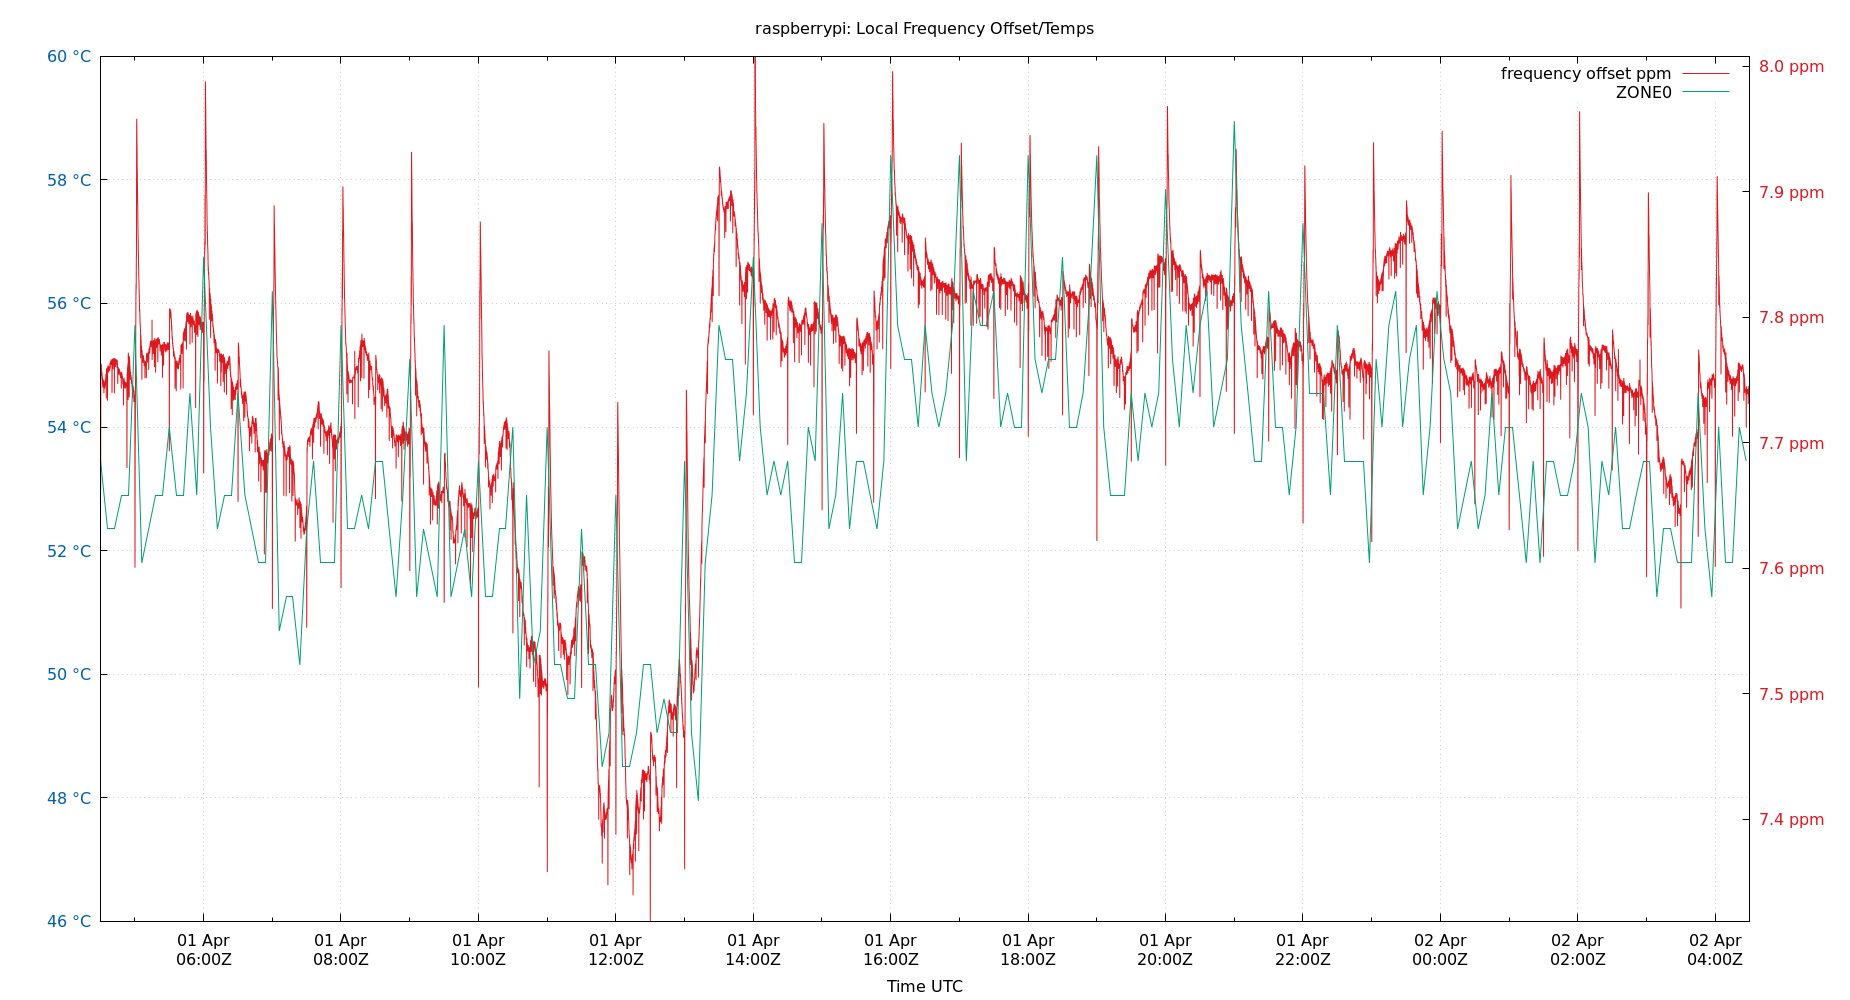 raspberrypi: Local Frequency Offset/Temps
frequency offset ppm
ZONE0
60 °C
58 °C
56 °C
54 °C
52 °C
50 °C
48 °C
46 °C
8.0 ppm
7.9 ppm
7.8 ppm
7.7 ppm
7.6 ppm
7.5 ppm
7.4 ppm
01 Apr 01 Apr 01 Apr 01 Apr 01 Apr 01 Apr 01 Apr 01 Apr 01 Apr 02 Apr 02 Apr 02 Apr
06:00Z 08:00Z 10:00Z 12:00Z 14:00Z 16:00Z 18:00Z 20:00Z 22:00Z 00:00Z 02:00Z 04:00Z
Time UTC